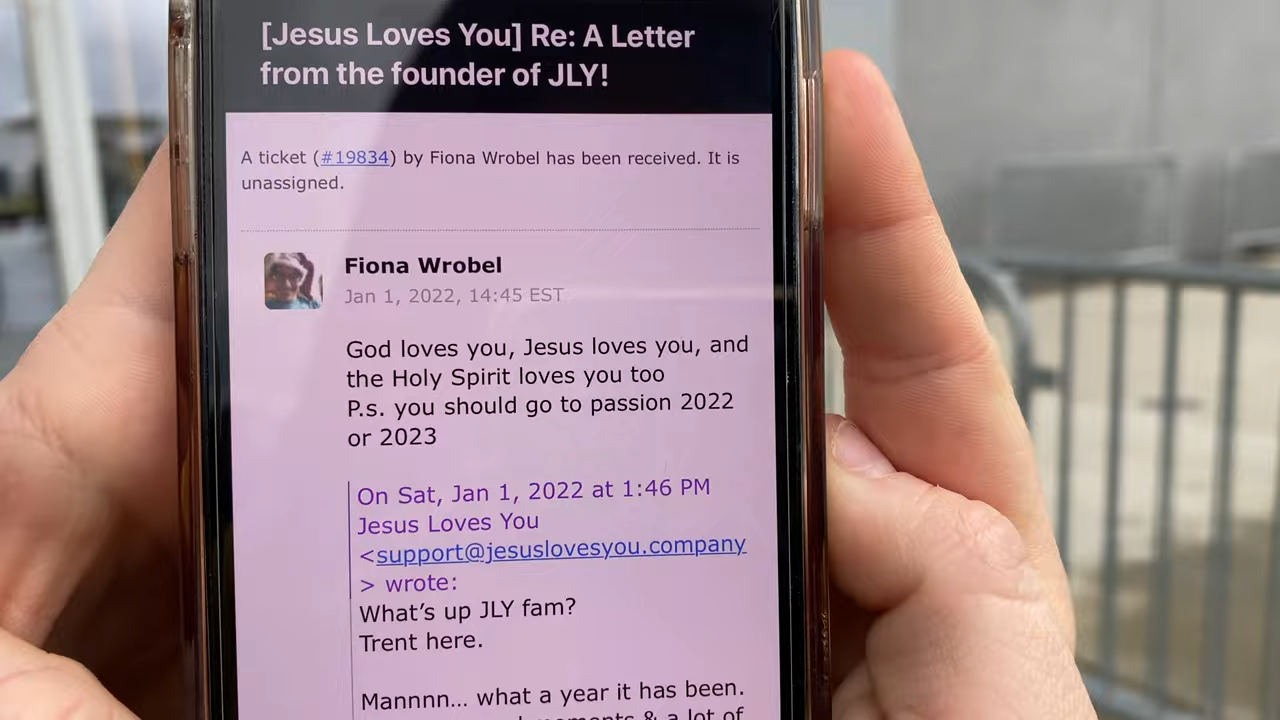 [Jesus Loves You] Re: A Letter
from the founder of JLY!
A ticket (#19834) by Fiona Wrobel has been received. It is
unassigned.
Fiona Wrobel
Jan 1, 2022, 14:45 EST
God loves you, Jesus loves you, and
the Holy Spirit loves you too
P.s. you should go to passion 2022
or 2023
On Sat, Jan 1, 2022 at 1:46 PM
Jesus Loves You
<support@jesuslovesyou.company
> wrote:
What’s up JLY fam?
Trent here.
Mannnn... what a year it has been.
moments & a lot of